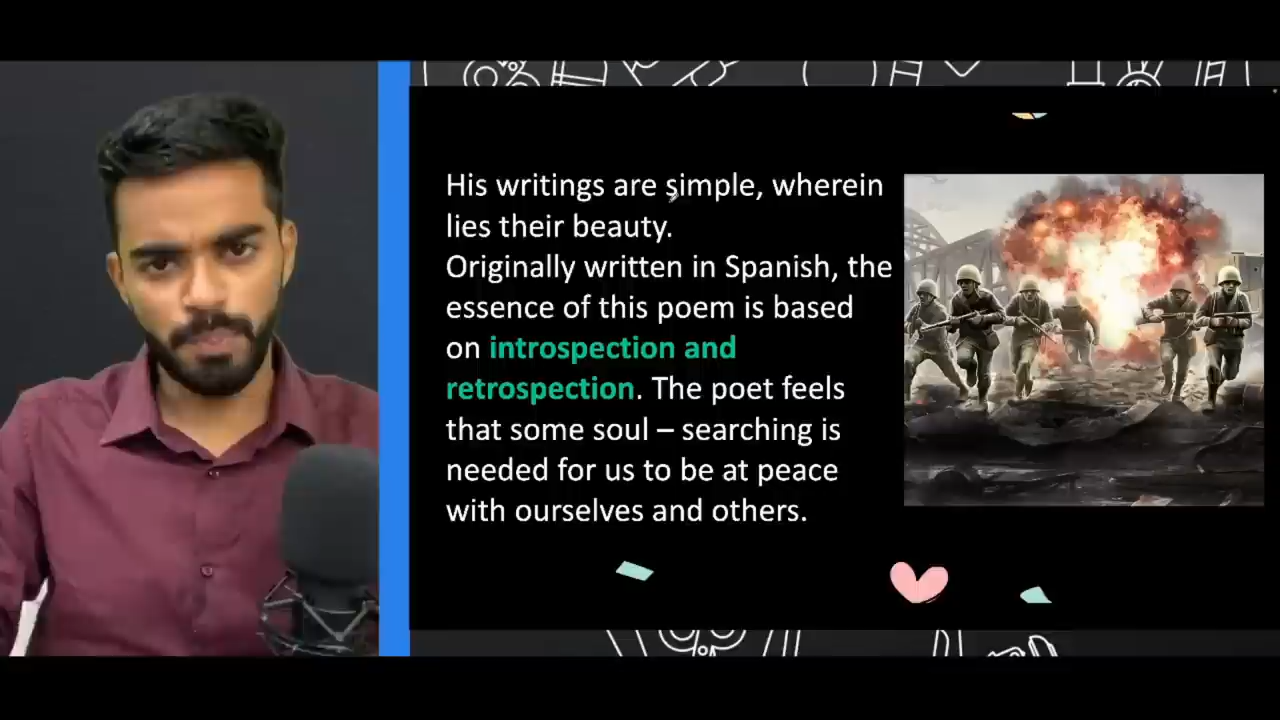 His writings are simple, wherein
lies their beauty.
Originally written in Spanish, the
essence of this poem is based
on introspection and
retrospection. The poet feels
that some soul – searching is
needed for us to be at peace
with ourselves and others.